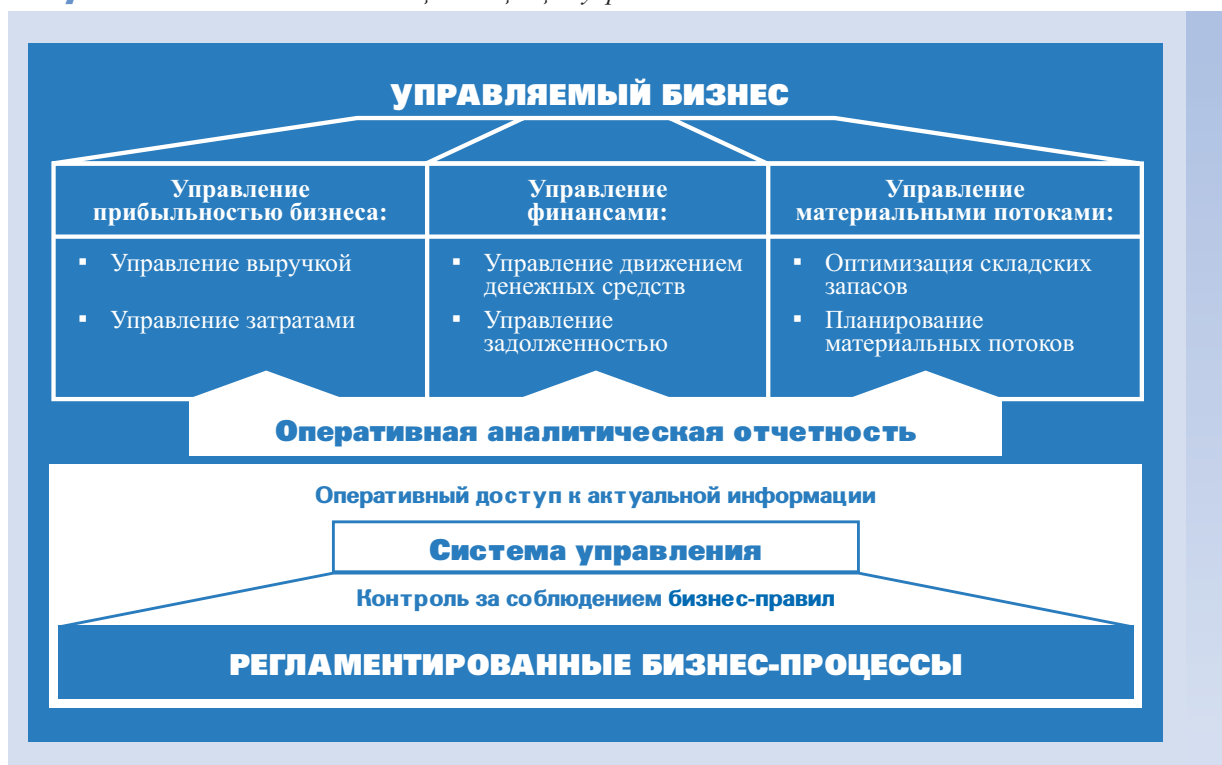 УПРАВЛЯЕМЫЙ БИЗНЕС
Управление
прибыльностью бизнеса:
▪ Управление выручкой
▪ Управление затратами
Управление
финансами:
▪ Управление движением
денежных средств
▪ Управление
задолженностью
Управление
материальными потоками:
▪ Оптимизация складских
запасов
▪ Планирование
материальных потоков
Оперативная аналитическая отчетность
Оперативный доступ к актуальной информации
Система управления
Контроль за соблюдением бизнес-правил
РЕГЛАМЕНТИРОВАННЫЕ БИЗНЕС-ПРОЦЕССЫ